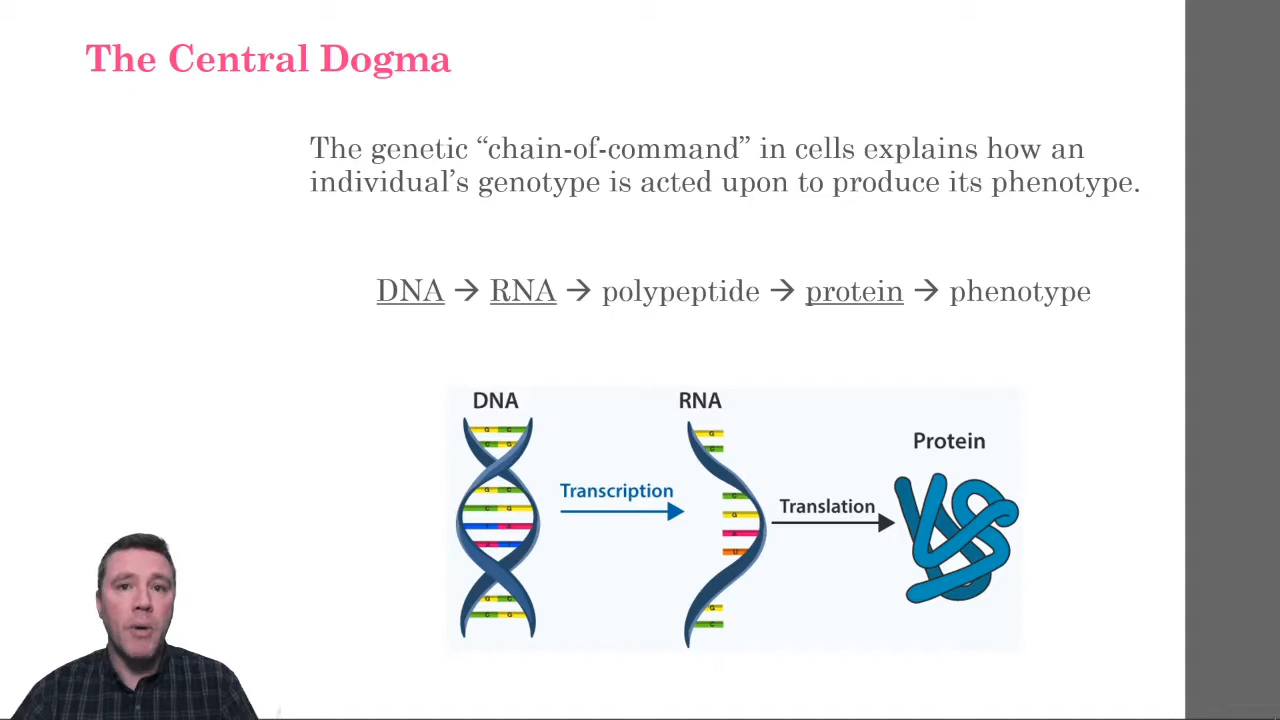 The Central Dogma
The genetic “chain-of-command” in cells explains how an
individual’s genotype is acted upon to produce its phenotype.
DNA → RNA → polypeptide → protein → phenotype
DNA
RNA
Protein
Transcription
Translation